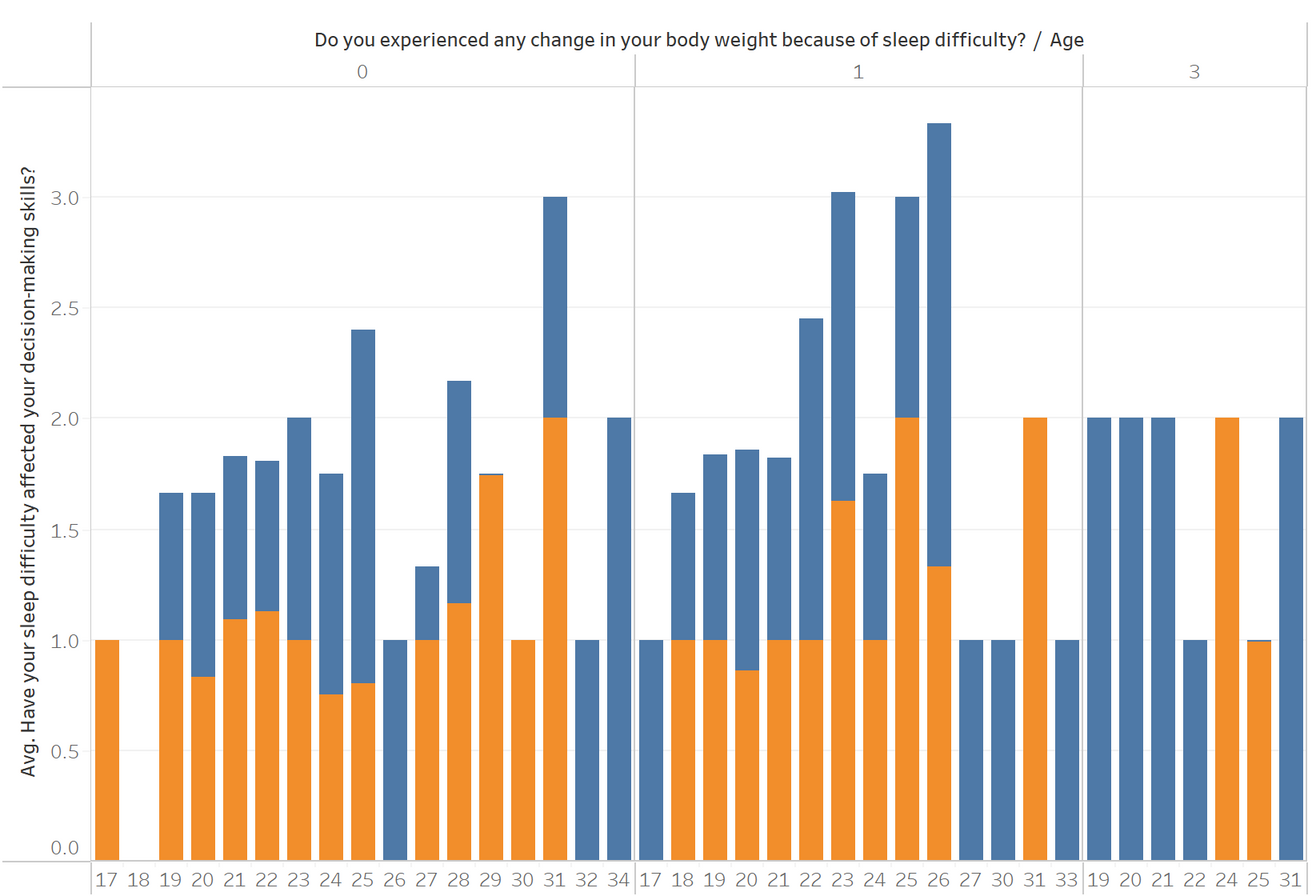 Do you experienced any change in your body weight because of sleep difficulty? / Age
0 1 3
Avg. Have your sleep difficulty affected your decision-making skills?
3.0
2.5
2.0
1.5
1.0
0.5
0.0
17 18 19 20 21 22 23 24 25 26 27 28 29 30 31 32 34 17 18 19 20 21 22 23 24 25 26 27 30 31 33 19 20 21 22 24 25 31